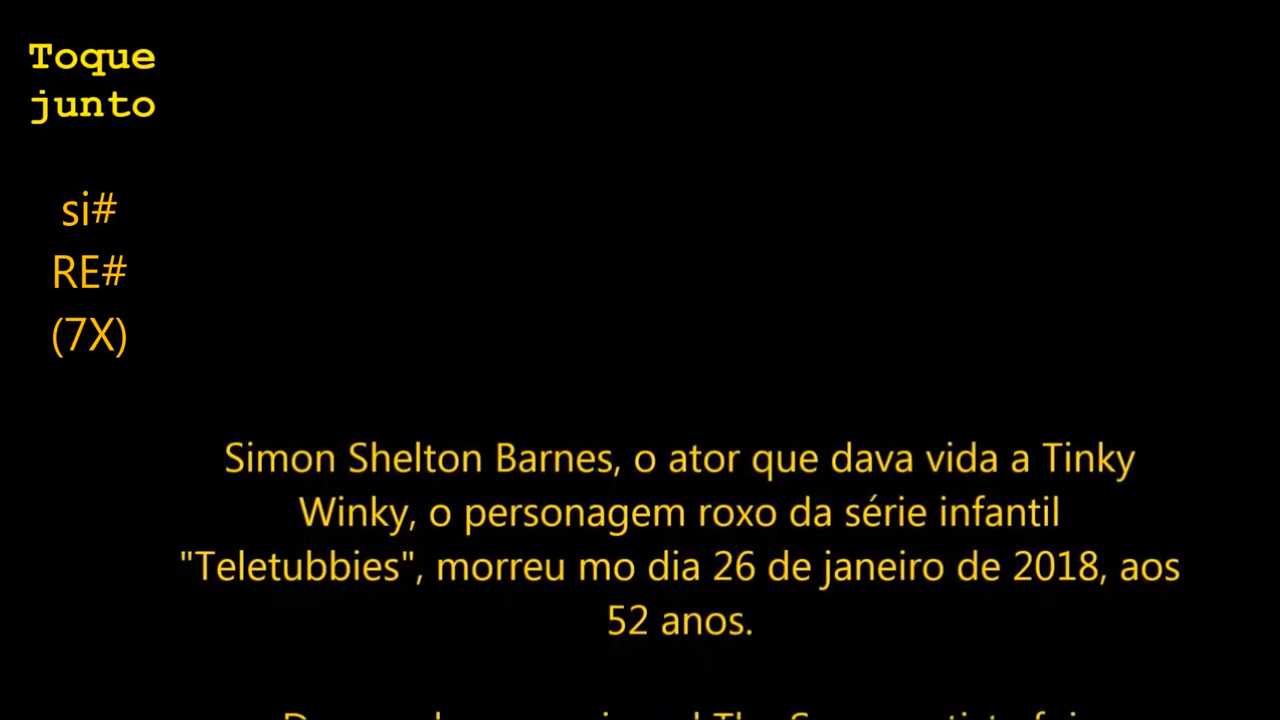 Toque
junto
si#
RE#
(7X)
Simon Shelton Barnes, o ator que dava vida a Tinky
Winky, o personagem roxo da série infantil
"Teletubbies", morreu mo dia 26 de janeiro de 2018, aos
52 anos.